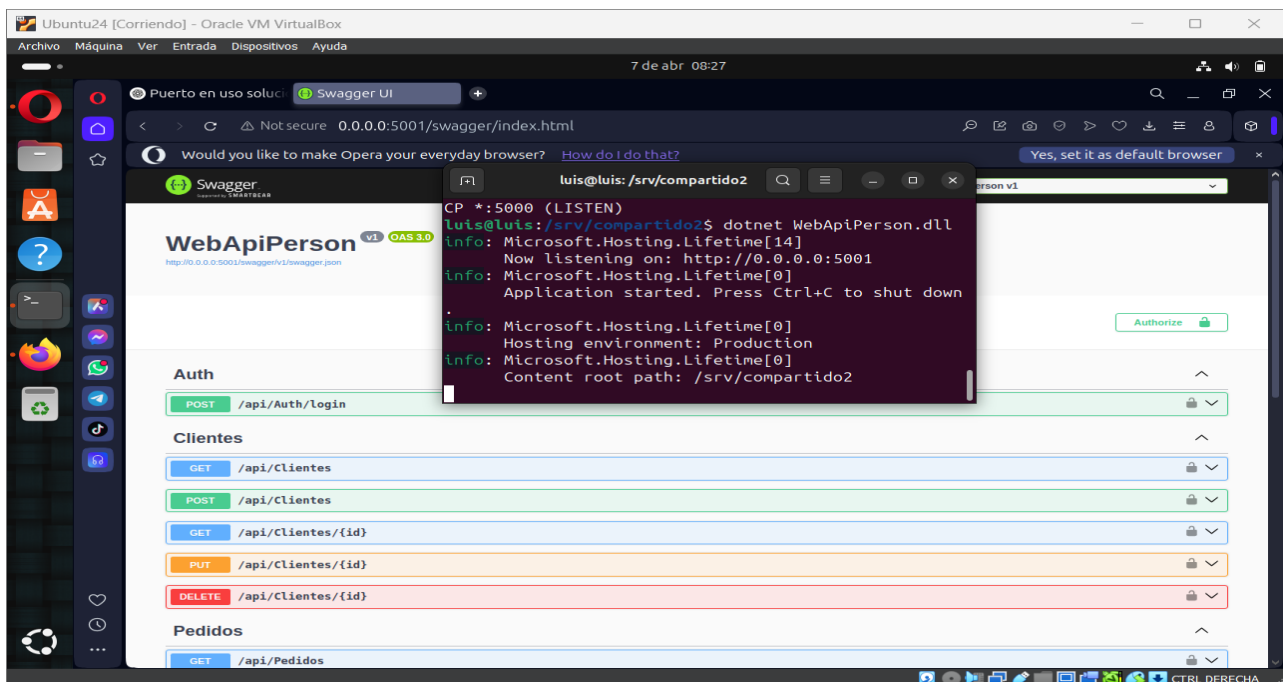 Ubuntu24 [Corriendo] - Oracle VM VirtualBox
Archivo Máquina Ver Entrada Dispositivos Ayuda
7 de abr 08:27
Puerto en uso soluci
Swagger UI
Not secure 0.0.0.0:5001/swagger/index.html
Would you like to make Opera your everyday browser? How do I do that? Yes, set it as default browser
Swagger
Supported by SMARTBEAR
erson v1
luis@luis: /srv/compartido2
CP *:5000 (LISTEN)
luis@luis:/srv/compartido2$ dotnet WebApiPerson.dll
info: Microsoft.Hosting.Lifetime[14]
Now listening on: http://0.0.0.0:5001
info: Microsoft.Hosting.Lifetime[0]
Application started. Press Ctrl+C to shut down
.
info: Microsoft.Hosting.Lifetime[0]
Hosting environment: Production
info: Microsoft.Hosting.Lifetime[0]
Content root path: /srv/compartido2
WebApiPerson v1 OAS 3.0
http://0.0.0.0:5001/swagger/v1/swagger.json
Authorize
Auth
POST /api/Auth/login
Clientes
GET /api/Clientes
POST /api/Clientes
GET /api/Clientes/{id}
PUT /api/Clientes/{id}
DELETE /api/Clientes/{id}
Pedidos
GET /api/Pedidos
CTRL DERECHA